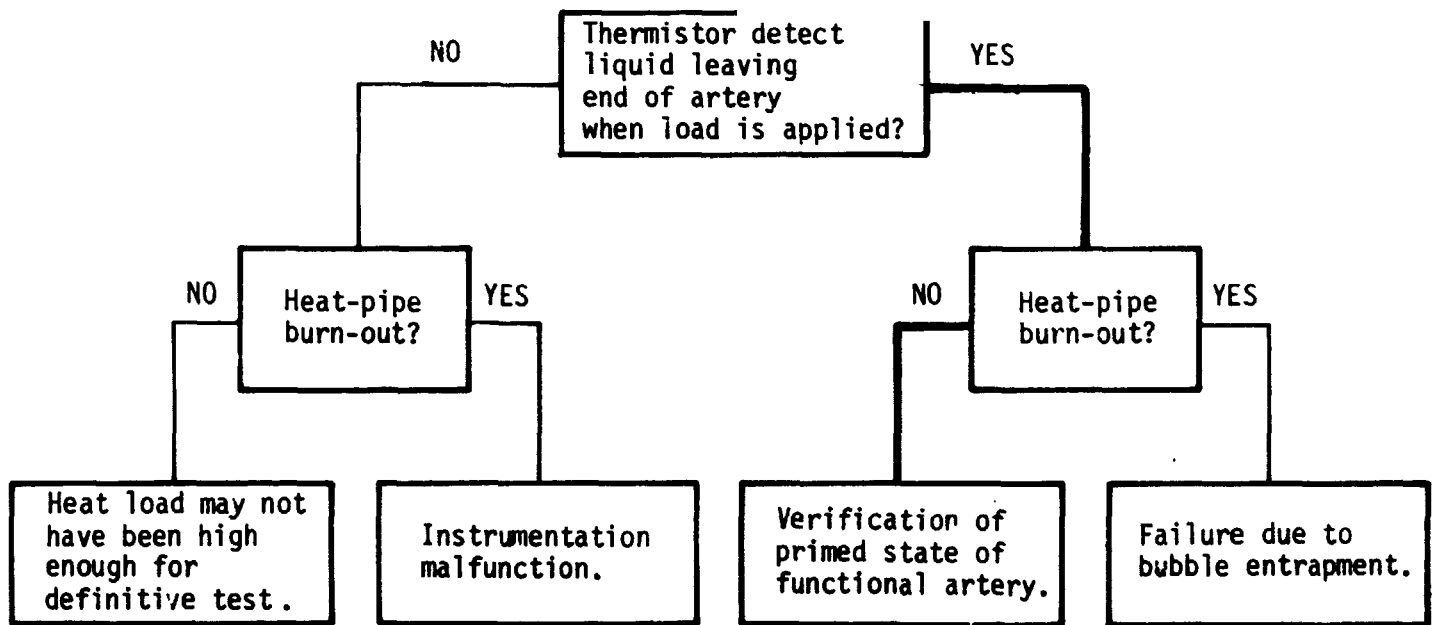 Thermistor detect
liquid leaving
end of artery
when load is applied?
NO
YES
Heat-pipe
burn-out?
NO
YES
Heat-pipe
burn-out?
NO
YES
Heat load may not
have been high
enough for
definitive test.
Instrumentation
malfunction.
Verification of
primed state of
functional artery.
Failure due to
bubble entrapment.